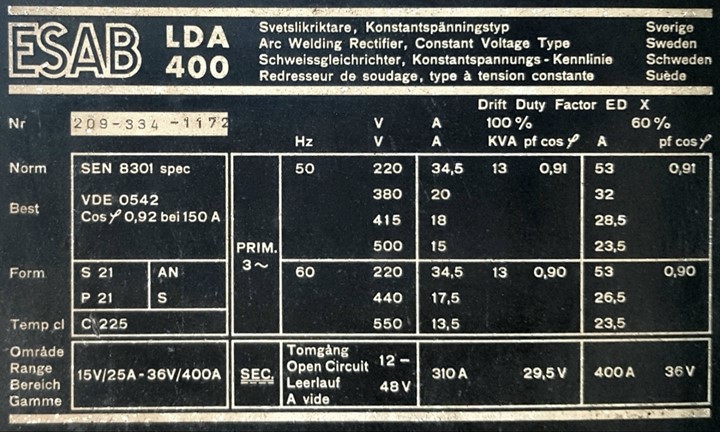 ESAB LDA 400
Svetslikriktare, Konstantspänningstyp Sverige
Arc Welding Rectifier, Constant Voltage Type Sweden
Schweissgleichrichter, Konstantspannungs-Kennlinie Schweden
Redresseur de soudage, type à tension constante Suède
Drift Duty Factor ED X
Nr 209-334-1172 V A 100% 60%
Hz V A KVA pf cos φ A pf cos φ
Norm SEN 8301 spec 50 220 34,5 13 0,91 53 0,91
VDE 0542 380 20 32
Best Cos φ 0,92 bei 150 A 415 18 28,5
PRIM. 500 15 23,5
3~
Form S 21 AN 60 220 34,5 13 0,90 53 0,90
P 21 S 440 17,5 26,5
Temp cl C 225 550 13,5 23,5
Område Tomgång
Range 15V/25A-36V/400A SEC. Open Circuit 12- 310 A 29,5 V 400 A 36 V
Bereich Leerlauf 48 V
Gamme A vide